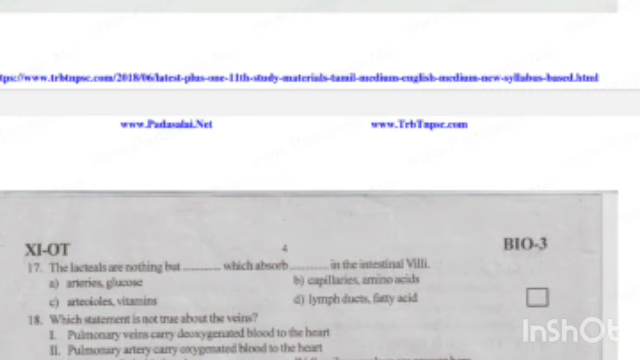 tps://www.trbtnpsc.com/2018/06/latest-plus-one-11th-study-materials-tamil-medium-english-medium-new-syllabus-based.html
www.Padasalai.Net www.TrbTnpsc.com
XI-OT 4 BIO-3
17. The lacteals are nothing but ............ which absorb ............ in the intestinal Villi.
a) arteries, glucose b) capillaries, amino acids
c) arterioles, vitamins d) lymph ducts, fatty acid
18. Which statement is not true about the veins?
I. Pulmonary veins carry deoxygenated blood to the heart
II. Pulmonary artery carry oxygenated blood to the heart
InShOt